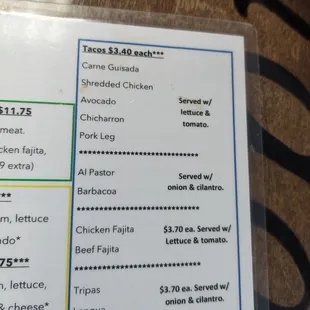 $11.75
meat.
cken fajita,
9 extra)
***
m, lettuce
ado*
75***
m, lettuce,
& cheese*
Tacos $3.40 each***
Carne Guisada
Shredded Chicken
Avocado
Chicharron
Pork Leg
Served w/
lettuce &
tomato.
****************************
Al Pastor
Barbacoa
Served w/
onion & cilantro.
*****************************
Chicken Fajita
Beef Fajita
$3.70 ea. Served w/
Lettuce & tomato.
******************************
Tripas
Lengua
$3.70 ea. Served w/
onion & cilantro.